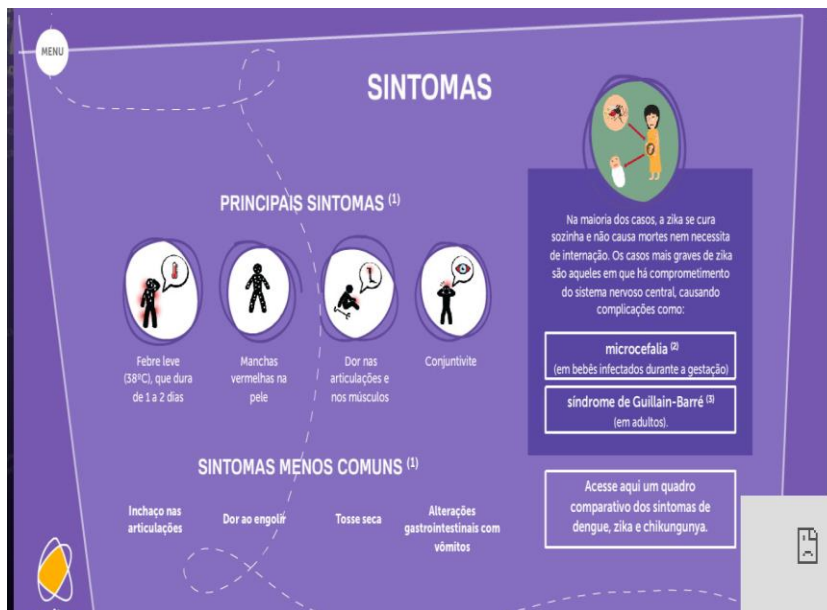 MENU
SINTOMAS
PRINCIPAIS SINTOMAS (1)
Febre leve
(38ºC), que dura
de 1 a 2 dias
Manchas
vermelhas na
pele
Dor nas
articulações e
nos músculos
Conjuntivite
SINTOMAS MENOS COMUNS (1)
Inchaço nas
articulações
Dor ao engolir
Tosse seca
Alterações
gastrointestinais com
vômitos
Na maioria dos casos, a zika se cura
sozinha e não causa mortes nem necessita
de internação. Os casos mais graves de zika
são aqueles em que há comprometimento
do sistema nervoso central, causando
complicações como:
microcefalia (2)
(em bebês infectados durante a gestação)
síndrome de Guillain-Barré (3)
(em adultos).
Acesse aqui um quadro
comparativo dos sintomas de
dengue, zika e chikungunya.